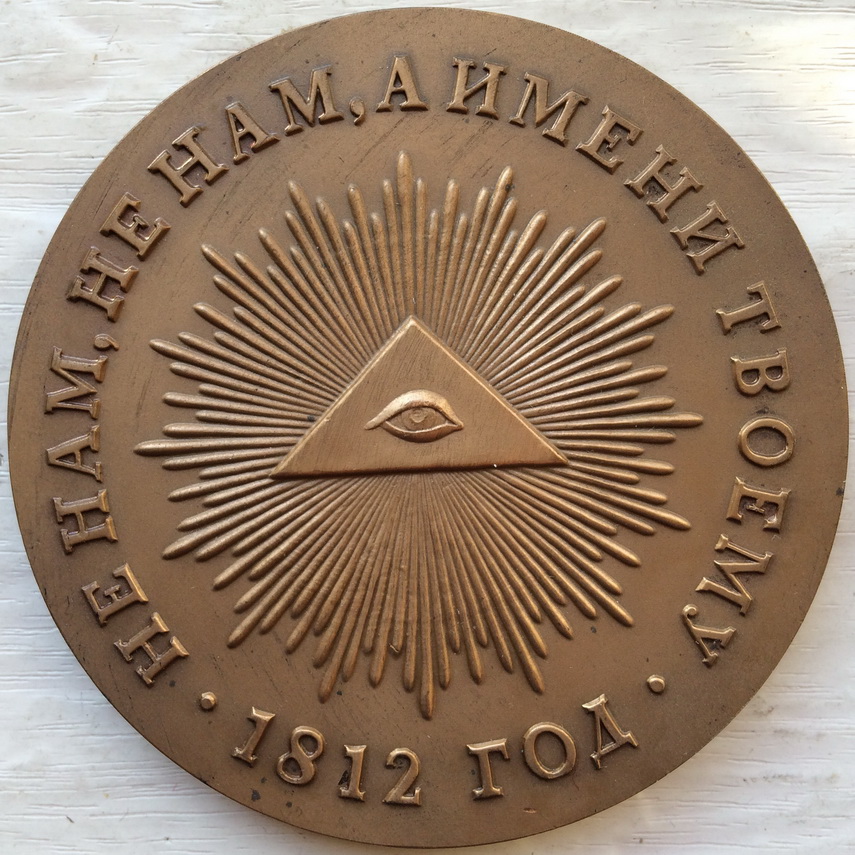 НЕ НАМ, НЕ НАМ, А ИМЕНИ ТВОЕМУ
· 1812 ГОД ·